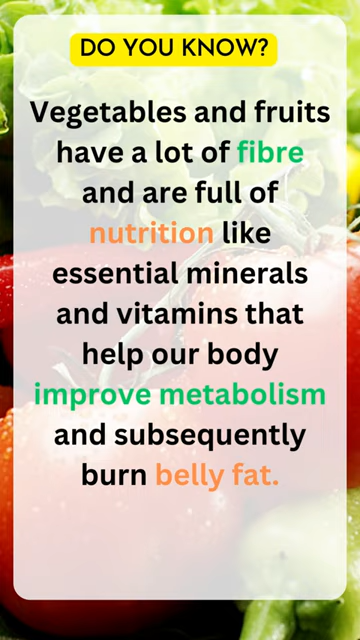 DO YOU KNOW?
Vegetables and fruits
have a lot of fibre
and are full of
nutrition like
essential minerals
and vitamins that
help our body
improve metabolism
and subsequently
burn belly fat.